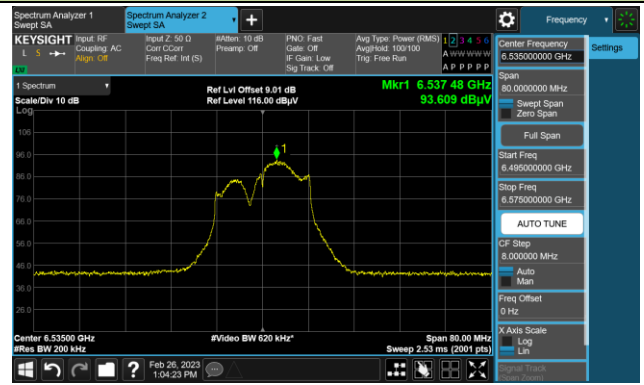 Spectrum Analyzer 1
Swept SA
Spectrum Analyzer 2
Swept SA
Frequency
KEYSIGHT
L S
Input: RF
Coupling: AC
Align: Off
Input Z: 50 Ω
Corr CCorr
Freq Ref: Int (S)
#Atten: 10 dB
Preamp: Off
PNO: Fast
Gate: Off
IF Gain: Low
Sig Track: Off
Avg Type: Power (RMS)
Avg|Hold: 100/100
Trig: Free Run
1 2 3 4 5 6
A W W W W W
A P P P P P
LW
1 Spectrum
Scale/Div 10 dB
Ref Lvl Offset 9.01 dB
Ref Level 116.00 dBµV
Mkr1 6.537 48 GHz
93.609 dBµV
Log
106
96.0
86.0
76.0
66.0
56.0
46.0
36.0
26.0
1
Center 6.53500 GHz
#Res BW 200 kHz
#Video BW 620 kHz*
Span 80.00 MHz
Sweep 2.53 ms (2001 pts)
Center Frequency
6.535000000 GHz
Span
80.0000000 MHz
Swept Span
Zero Span
Full Span
Start Freq
6.495000000 GHz
Stop Freq
6.575000000 GHz
AUTO TUNE
CF Step
8.000000 MHz
Auto
Man
Freq Offset
0 Hz
X Axis Scale
Log
Lin
Signal Track
(Span Zoom)
Settings
Feb 26, 2023
1:04:23 PM